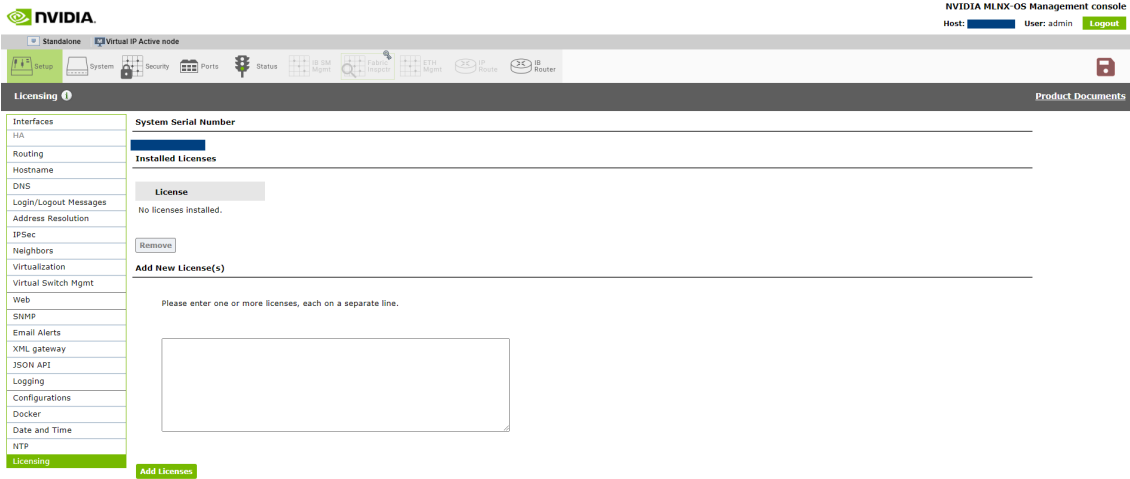 NVIDIA MLNX-OS Management console
NVIDIA.
Host: User: admin Logout
Standalone Virtual IP Active node
Setup System Security Ports Status IB SM Mgmt Fabric Inspctr ETH Mgmt IP Route IB Router
Licensing Product Documents
Interfaces
HA
Routing
Hostname
DNS
Login/Logout Messages
Address Resolution
IPSec
Neighbors
Virtualization
Virtual Switch Mgmt
Web
SNMP
Email Alerts
XML gateway
JSON API
Logging
Configurations
Docker
Date and Time
NTP
Licensing
System Serial Number
Installed Licenses
License
No licenses installed.
Remove
Add New License(s)
Please enter one or more licenses, each on a separate line.
Add Licenses